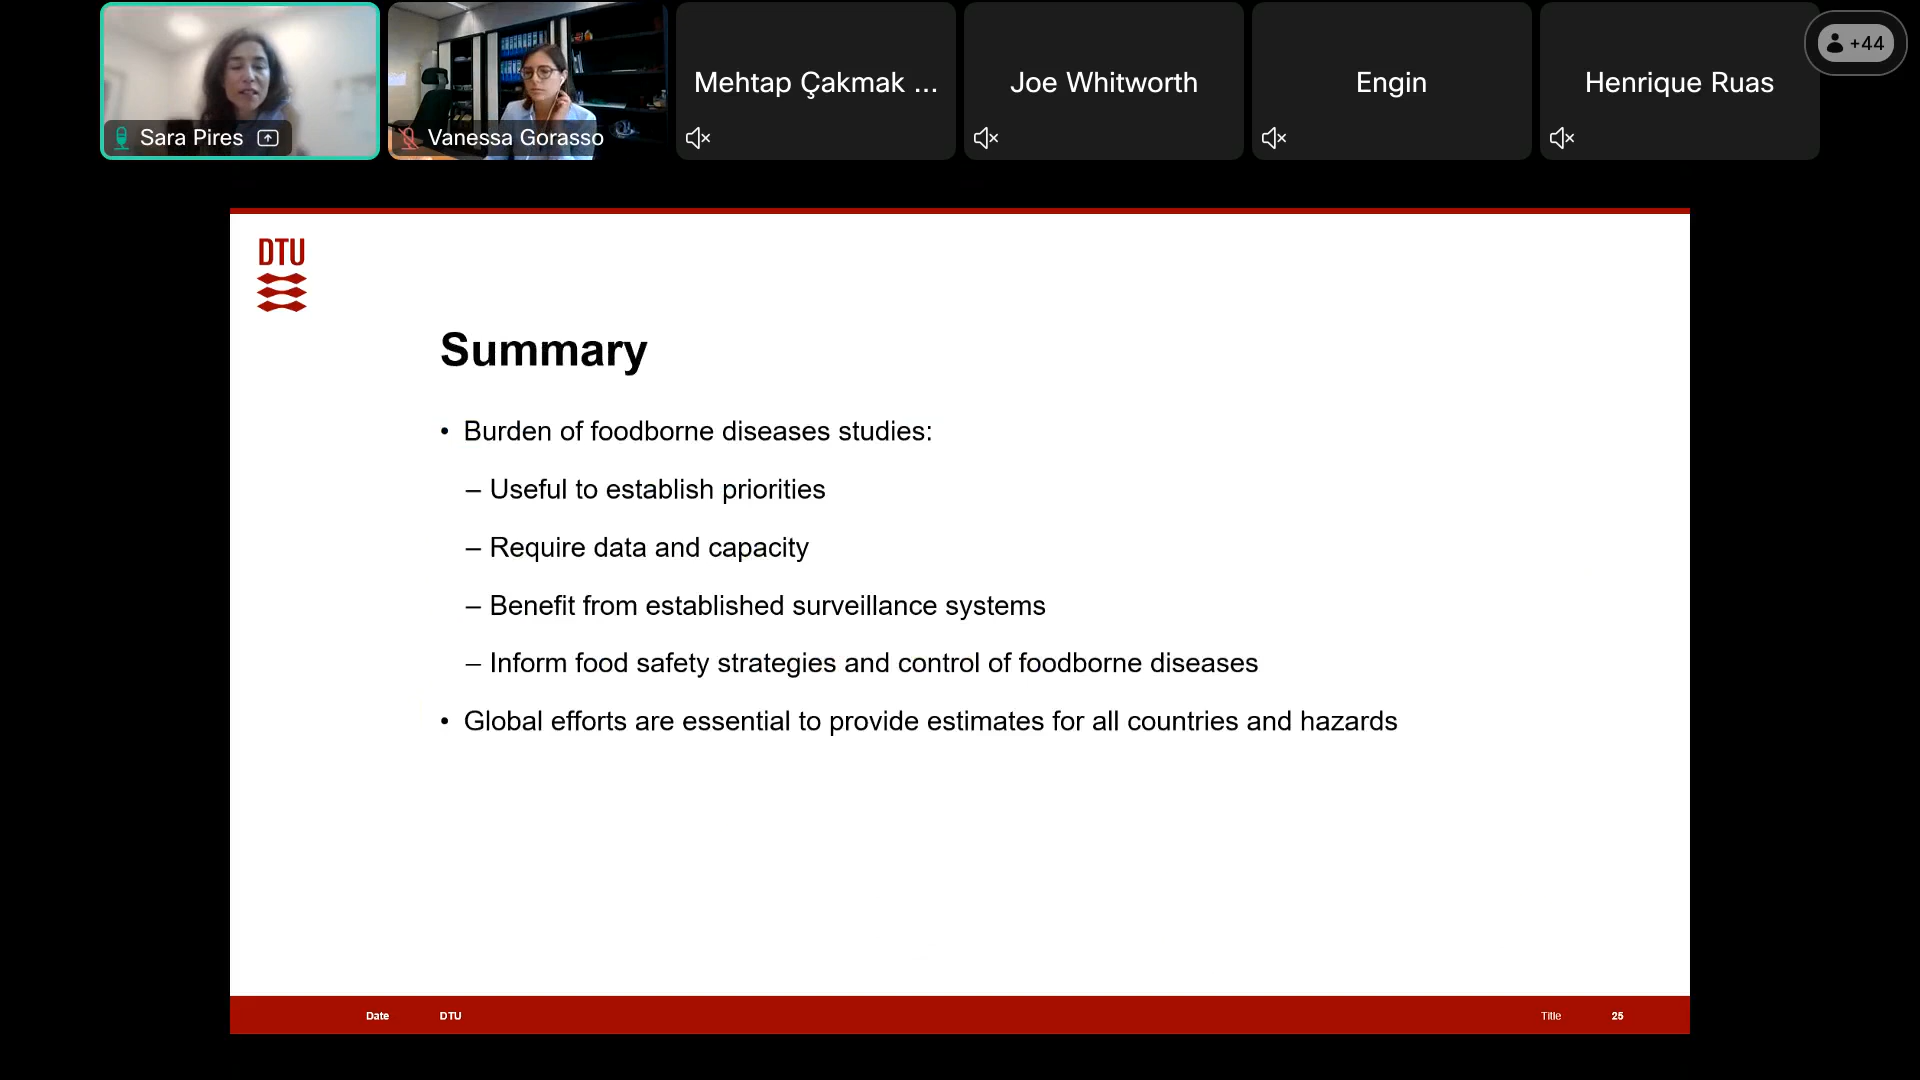 Sara Pires
Vanessa Gorasso
Mehtap Çakmak ...
Joe Whitworth
Engin
Henrique Ruas
+44
DTU
Summary
• Burden of foodborne diseases studies:
– Useful to establish priorities
– Require data and capacity
– Benefit from established surveillance systems
– Inform food safety strategies and control of foodborne diseases
• Global efforts are essential to provide estimates for all countries and hazards
Date DTU Title 25